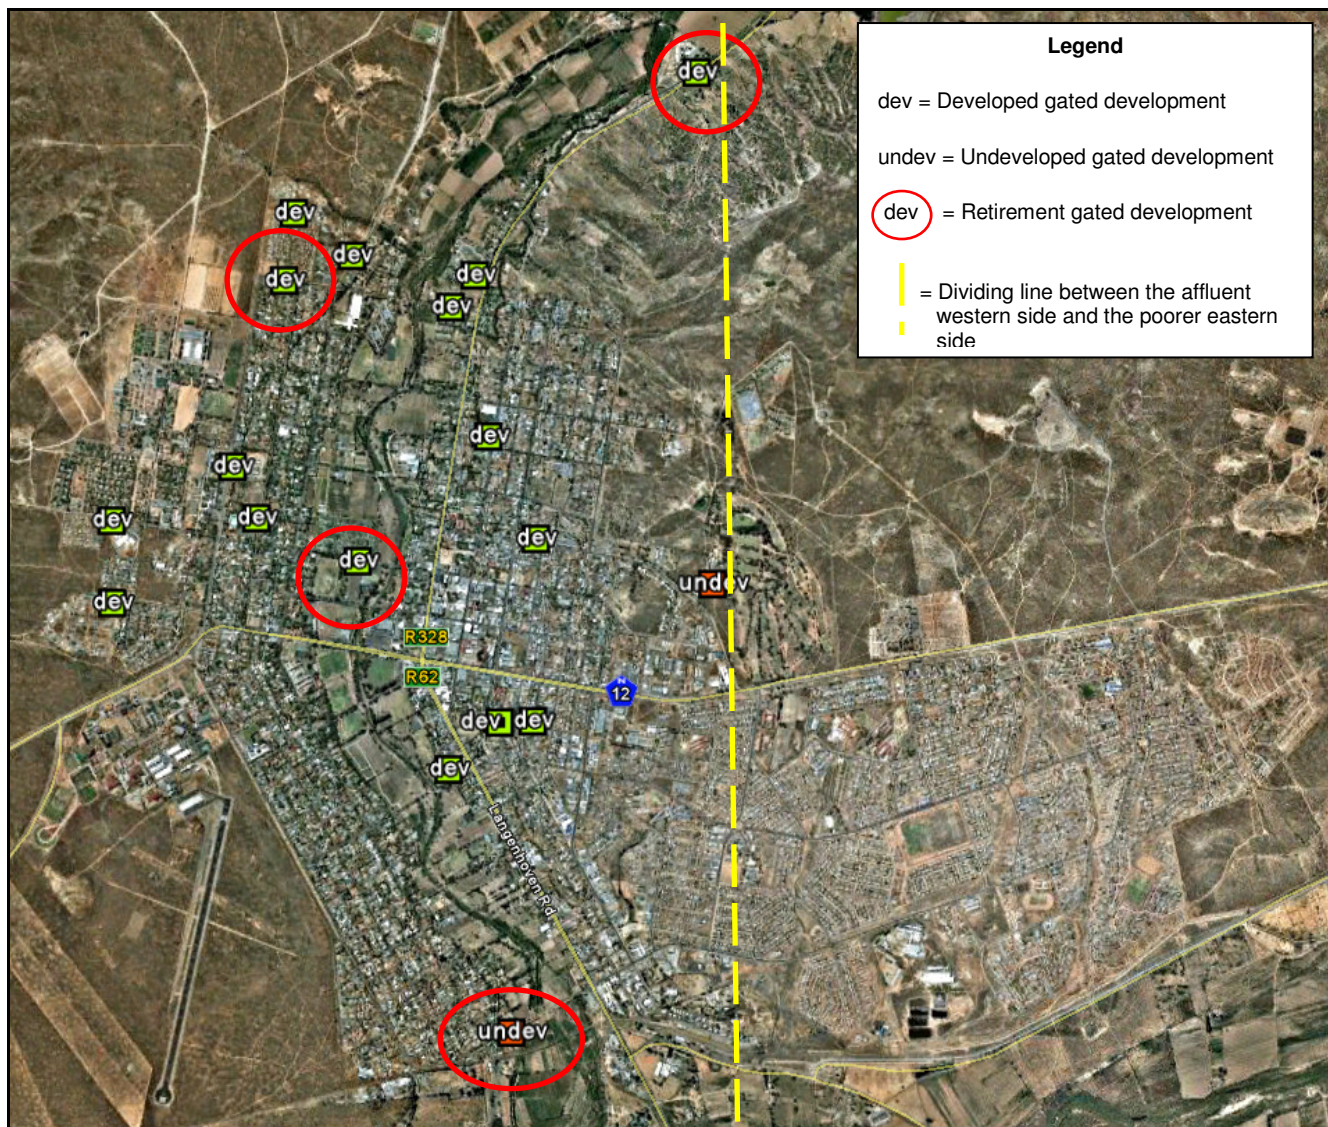 Legend
dev = Developed gated development
undev = Undeveloped gated development
dev = Retirement gated development
= Dividing line between the affluent
western side and the poorer eastern
side
dev
dev
dev
dev
dev
dev
dev
dev
dev
dev
dev
dev
undev
dev
R328
R62
N
12
dev
dev
dev
Langenhoven Rd
undev